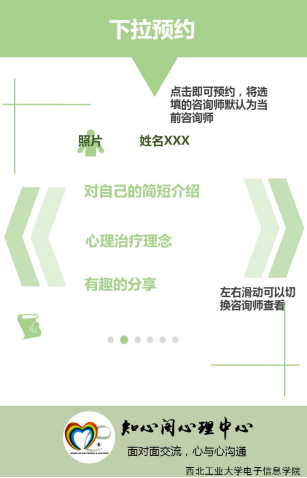 下拉预约
点击即可预约，将选
填的咨询师默认为当
前咨询师
照片 姓名XXX
对自己的简短介绍
心理治疗理念
有趣的分享
左右滑动可以切
换咨询师查看
知心阁心理中心
面对面交流，心与心沟通
西北工业大学电子信息学院